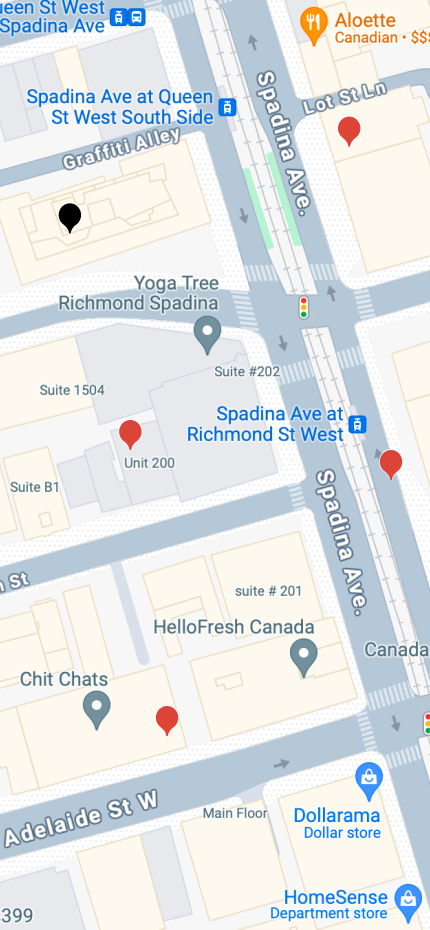 ueen St West
Spadina Ave
Aloette
Canadian • $$$
Spadina Ave at Queen
St West South Side
Spadina Ave.
Lot St Ln
Graffiti Alley
Yoga Tree
Richmond Spadina
Suite #202
Suite 1504
Spadina Ave at
Richmond St West
Unit 200
Suite B1
Spadina Ave.
n St
suite # 201
HelloFresh Canada
Canada
Chit Chats
Adelaide St W
Main Floor
Dollarama
Dollar store
HomeSense
Department store
399